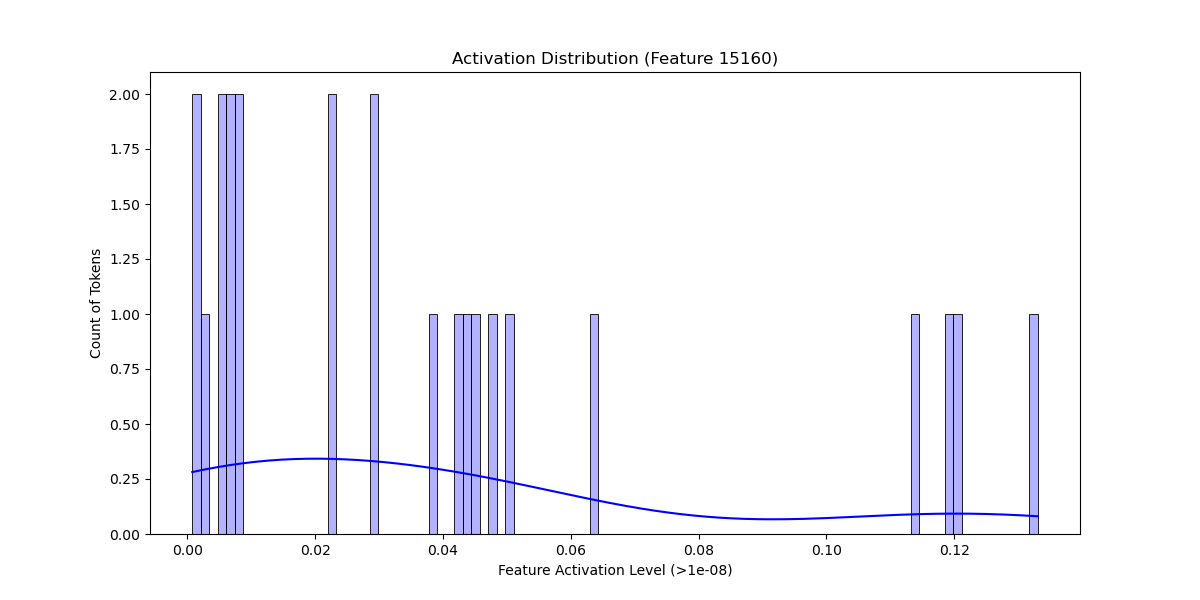 Activation Distribution (Feature 15160)
2.00
1.75
1.50
1.25
1.00
0.75
0.50
0.25
0.00
Count of Tokens
0.00 0.02 0.04 0.06 0.08 0.10 0.12
Feature Activation Level (>1e-08)